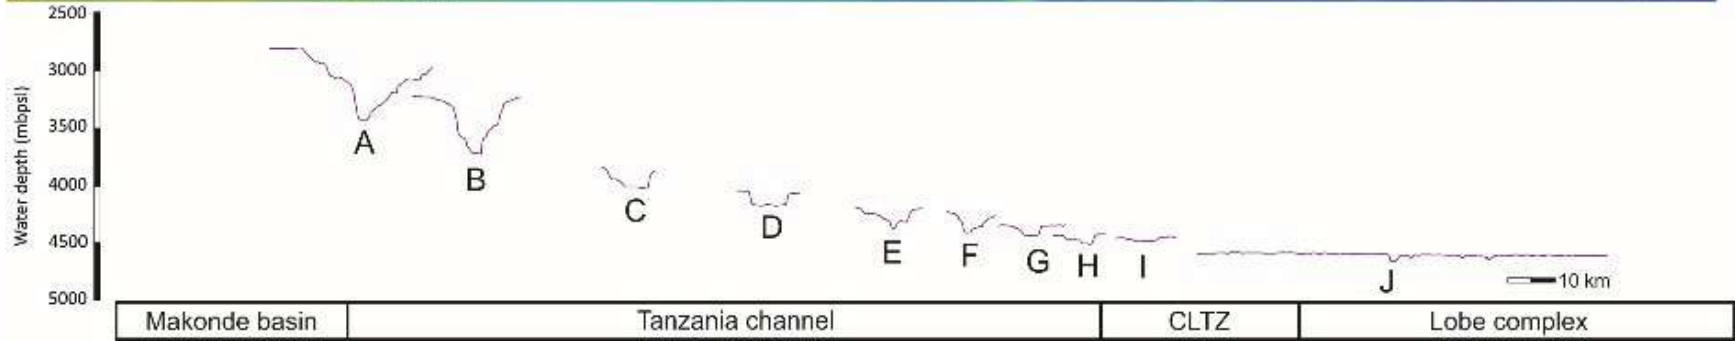 2500
3000
3500
4000
4500
5000
Water depth (mbpsl)
A
B
C
D
E
F
G
H
I
J
10 km
Makonde basin
Tanzania channel
CLTZ
Lobe complex